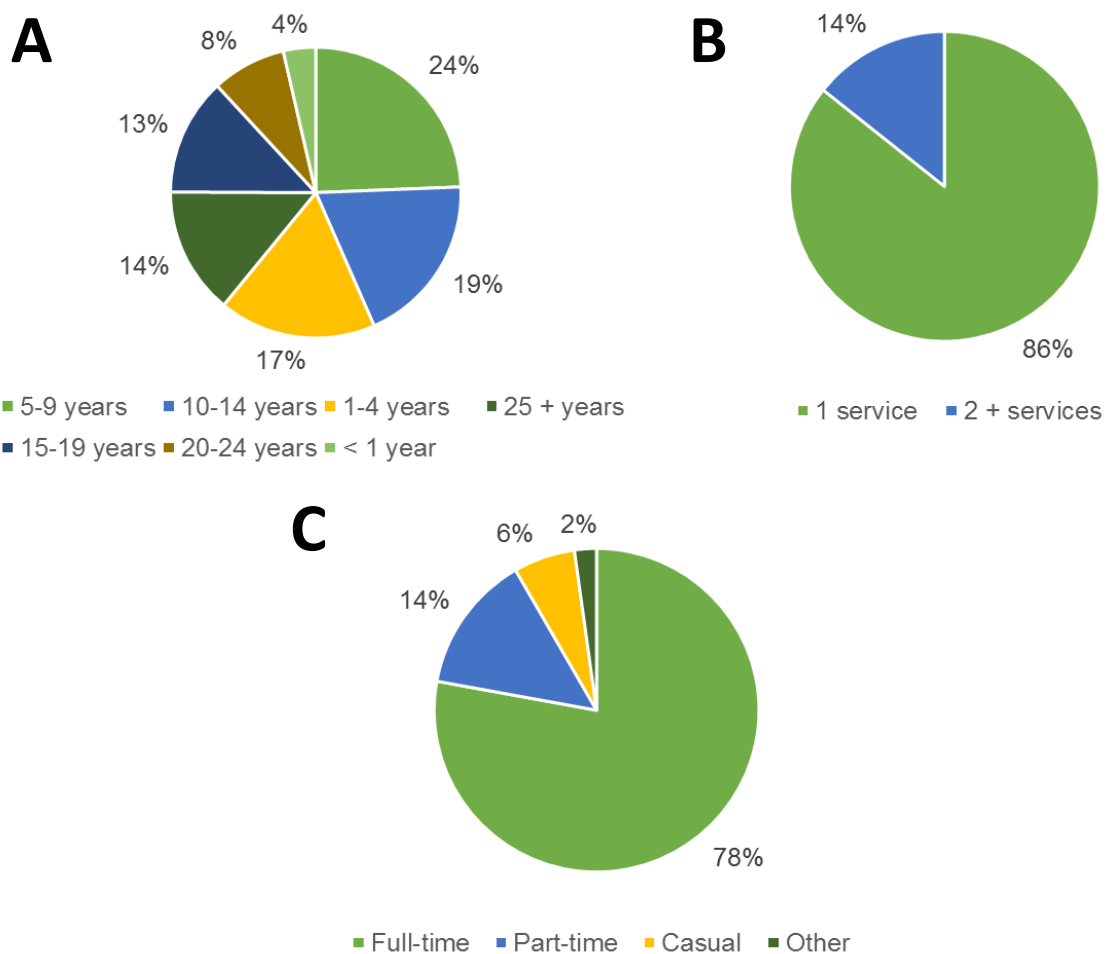 A
4%
8%
24%
13%
14%
19%
17%
5-9 years 10-14 years 1-4 years 25 + years
15-19 years 20-24 years < 1 year
B
14%
86%
1 service 2 + services
C
6%
2%
14%
78%
Full-time Part-time Casual Other